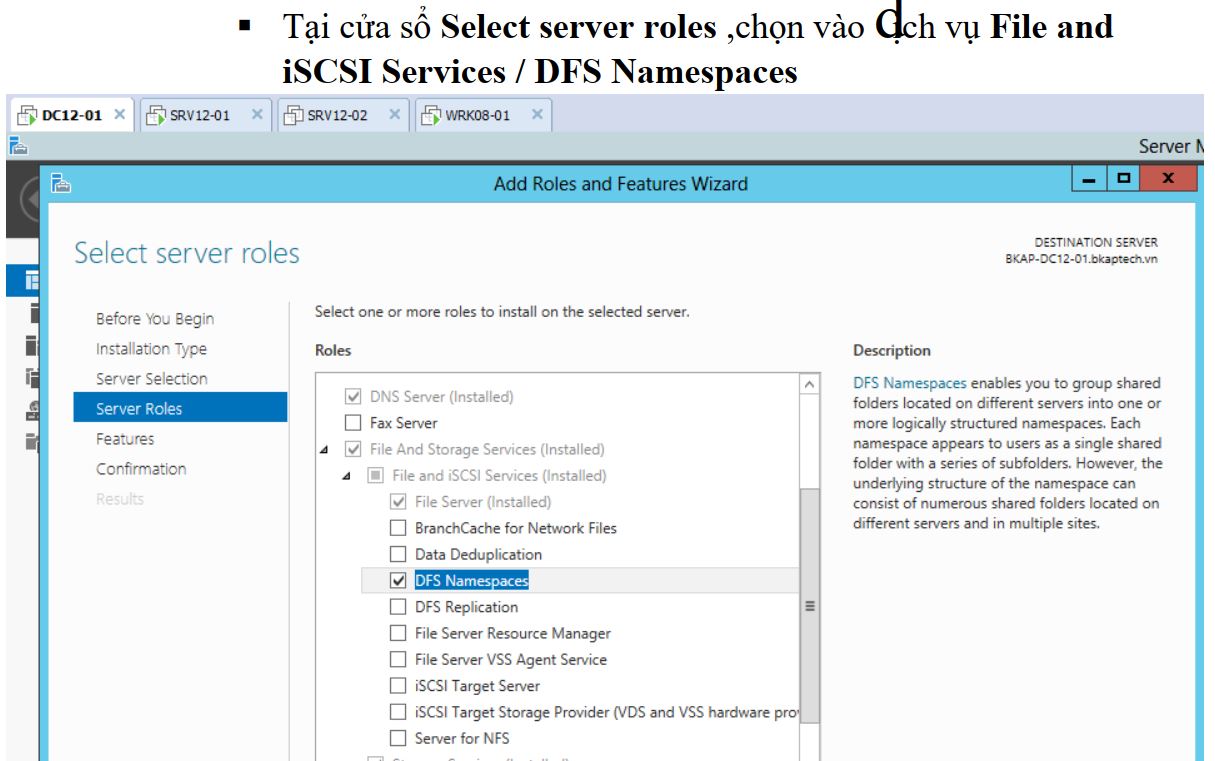 ▪ Tại cửa sổ Select server roles ,chọn vào dịch vụ File and
iSCSI Services / DFS Namespaces
DC12-01
SRV12-01
SRV12-02
WRK08-01
Server M
Add Roles and Features Wizard
Select server roles
DESTINATION SERVER
BKAP-DC12-01.bkaptech.vn
Before You Begin
Installation Type
Server Selection
Server Roles
Features
Confirmation
Results
Select one or more roles to install on the selected server.
Roles
DNS Server (Installed)
Fax Server
File And Storage Services (Installed)
File and iSCSI Services (Installed)
File Server (Installed)
BranchCache for Network Files
Data Deduplication
DFS Namespaces
DFS Replication
File Server Resource Manager
File Server VSS Agent Service
iSCSI Target Server
iSCSI Target Storage Provider (VDS and VSS hardware pro
Server for NFS
Description
DFS Namespaces enables you to group shared
folders located on different servers into one or
more logically structured namespaces. Each
namespace appears to users as a single shared
folder with a series of subfolders. However, the
underlying structure of the namespace can
consist of numerous shared folders located on
different servers and in multiple sites.